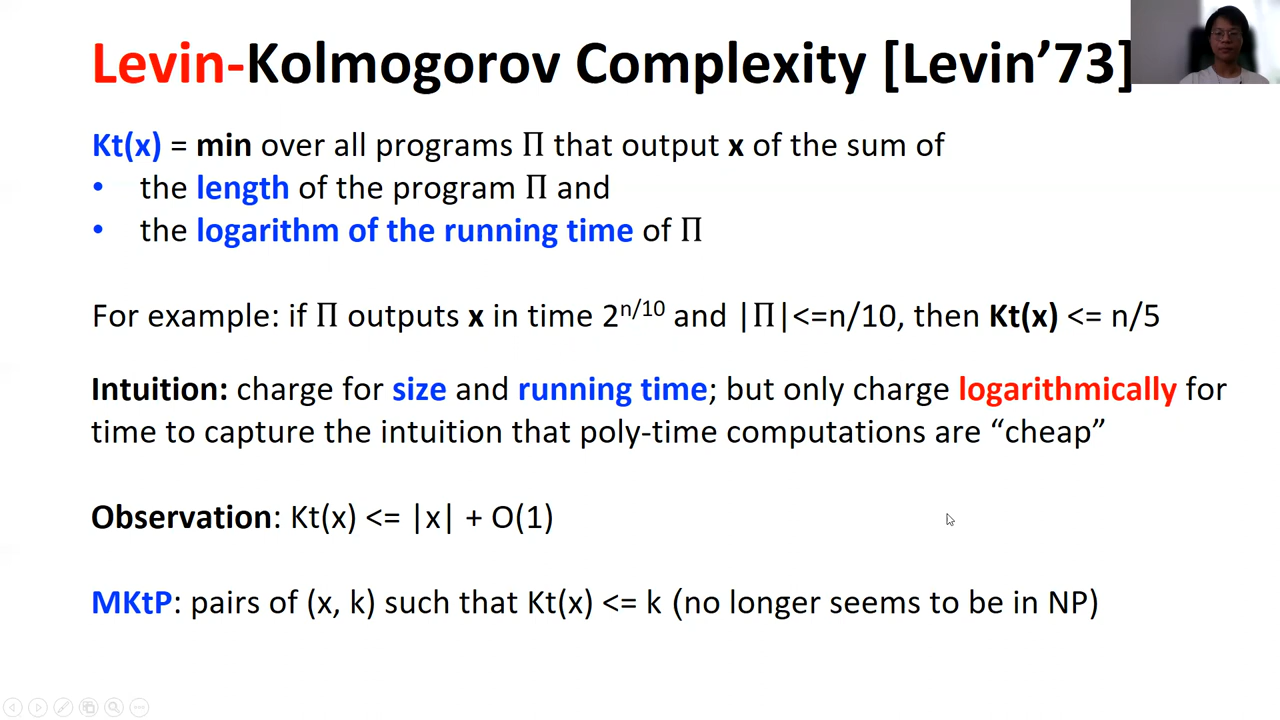 Levin-Kolmogorov Complexity [Levin’73]
Kt(x) = min over all programs Π that output x of the sum of
• the length of the program Π and
• the logarithm of the running time of Π
For example: if Π outputs x in time 2^{n/10} and |Π|<=n/10, then Kt(x) <= n/5
Intuition: charge for size and running time; but only charge logarithmically for
time to capture the intuition that poly-time computations are “cheap”
Observation: Kt(x) <= |x| + O(1)
MKtP: pairs of (x, k) such that Kt(x) <= k (no longer seems to be in NP)